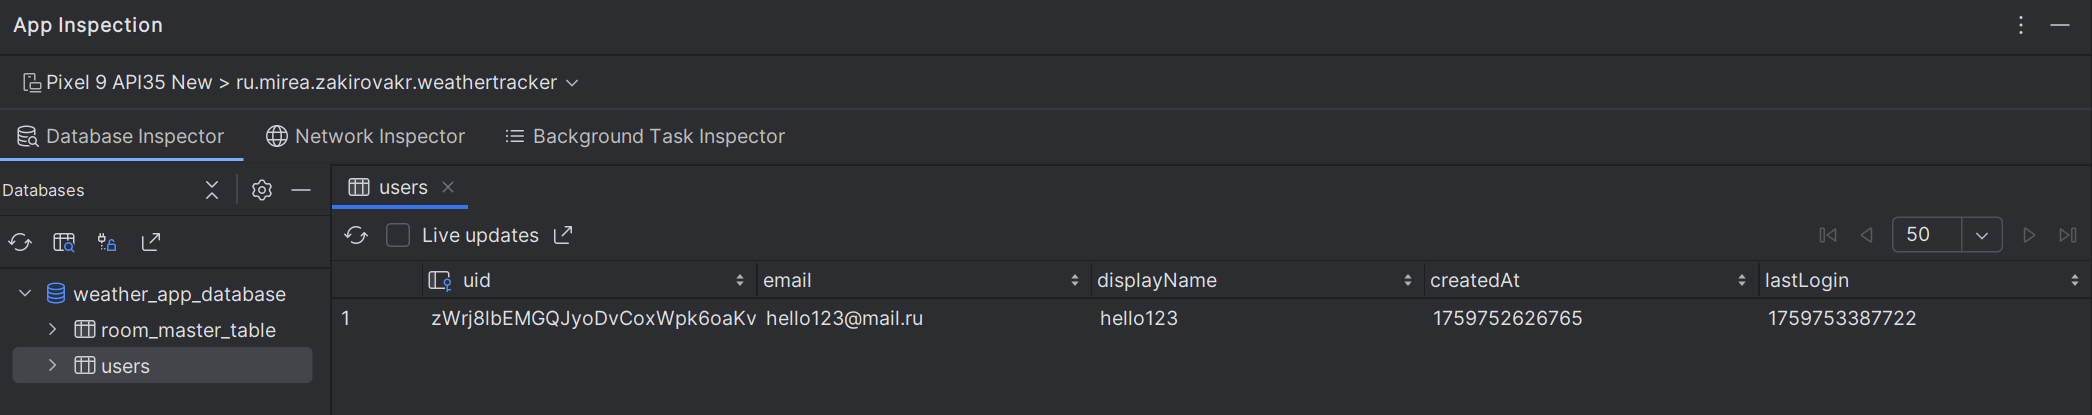 App Inspection
Pixel 9 API35 New > ru.mirea.zakirovakr.weathertracker
Database Inspector Network Inspector Background Task Inspector
Databases
users
Live updates
50
weather_app_database
room_master_table
users
uid email displayName createdAt lastLogin
1 zWrj8lbEMGQJyoDvCoxWpk6oaKv hello123@mail.ru hello123 1759752626765 1759753387722